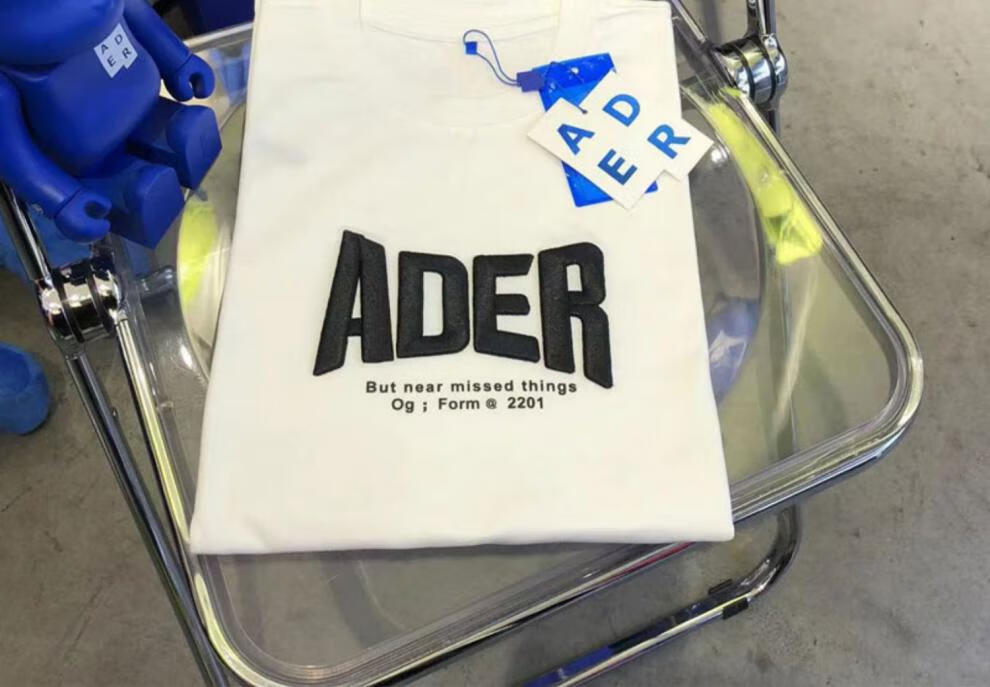 A D
E R
A D
E R
ADER
But near missed things
Og ; Form @ 2201